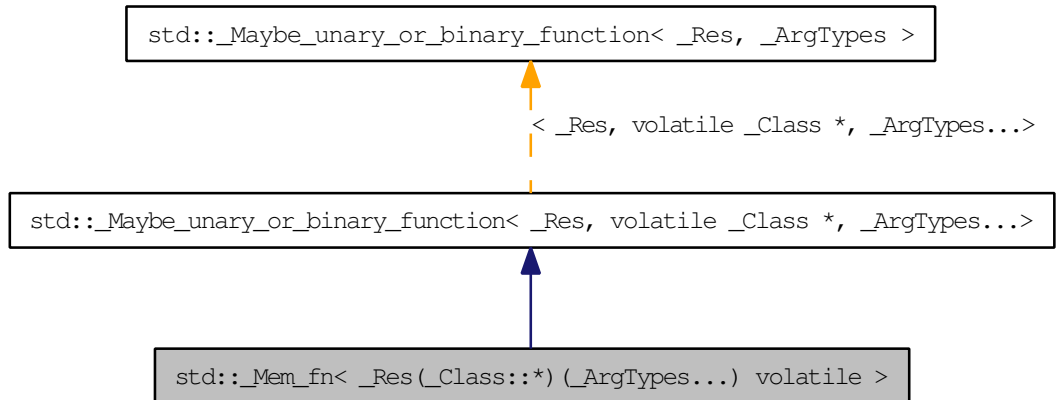 std::_Maybe_unary_or_binary_function< _Res, _ArgTypes >
< _Res, volatile _Class *, _ArgTypes...>
std::_Maybe_unary_or_binary_function< _Res, volatile _Class *, _ArgTypes...>
std::_Mem_fn< _Res(_Class::*)(_ArgTypes...) volatile >